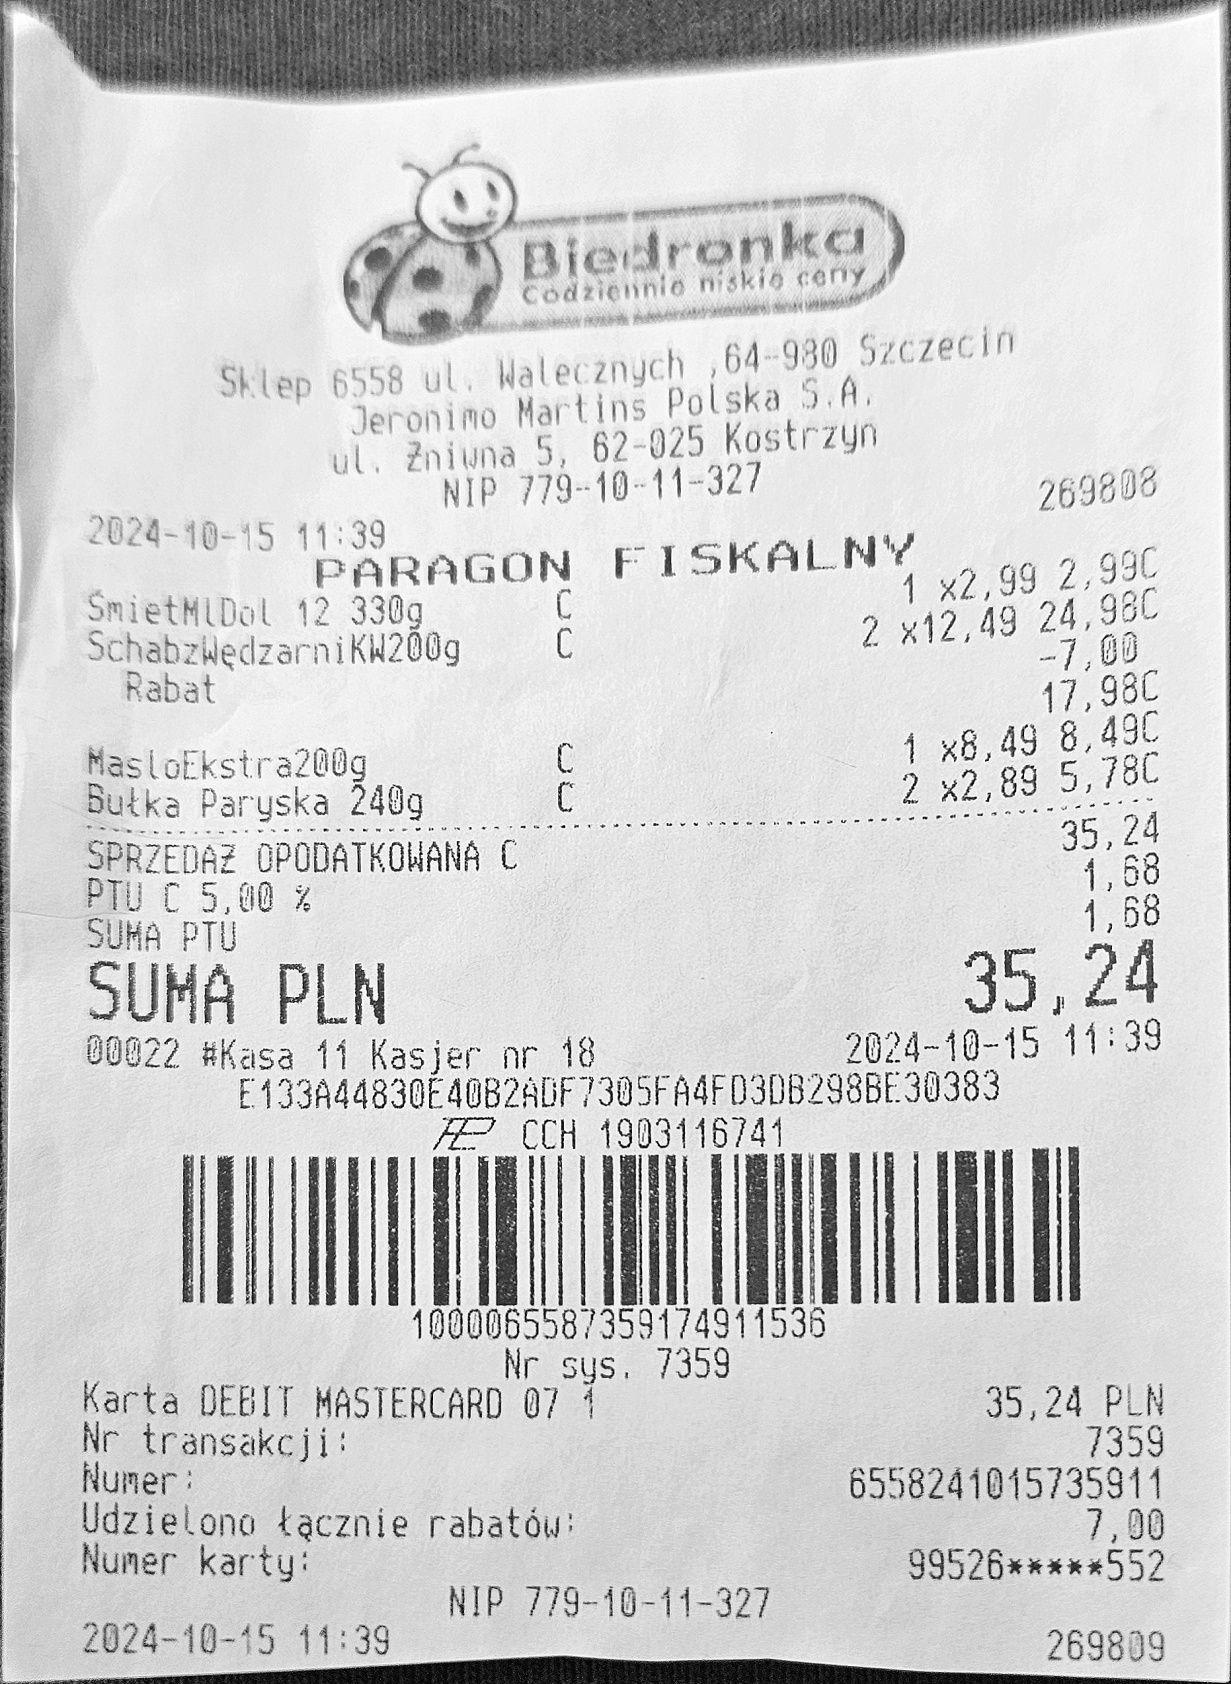 Biedronka
Codziennie niskie ceny
Sklep 6558 ul. Walecznych ,64-980 Szczecin
Jeronimo Martins Polska S.A.
ul. Żniwna 5, 62-025 Kostrzyn
NIP 779-10-11-327
2024-10-15 11:39 269808
PARAGON FISKALNY
ŚmietMlDol 12 330g C 1 x2,99 2,99C
SchabzWędzarniKW200g C 2 x12,49 24,98C
Rabat -7,00
17,98C
MasloEkstra200g C 1 x8,49 8,49C
Bułka Paryska 240g C 2 x2,89 5,78C
SPRZEDAŻ OPODATKOWANA C 35,24
PTU C 5,00 % 1,68
SUMA PTU 1,68
SUMA PLN 35,24
00022 #Kasa 11 Kasjer nr 18 2024-10-15 11:39
E133A44830E40B2ADF7305FA4FD3DB298BE30383
CCH 1903116741
1000065587359174911536
Nr sys. 7359
Karta DEBIT MASTERCARD 07 1 35,24 PLN
Nr transakcji: 7359
Numer: 6558241015735911
Udzielono łącznie rabatów: 7,00
Numer karty: 99526*****552
NIP 779-10-11-327
2024-10-15 11:39 269809